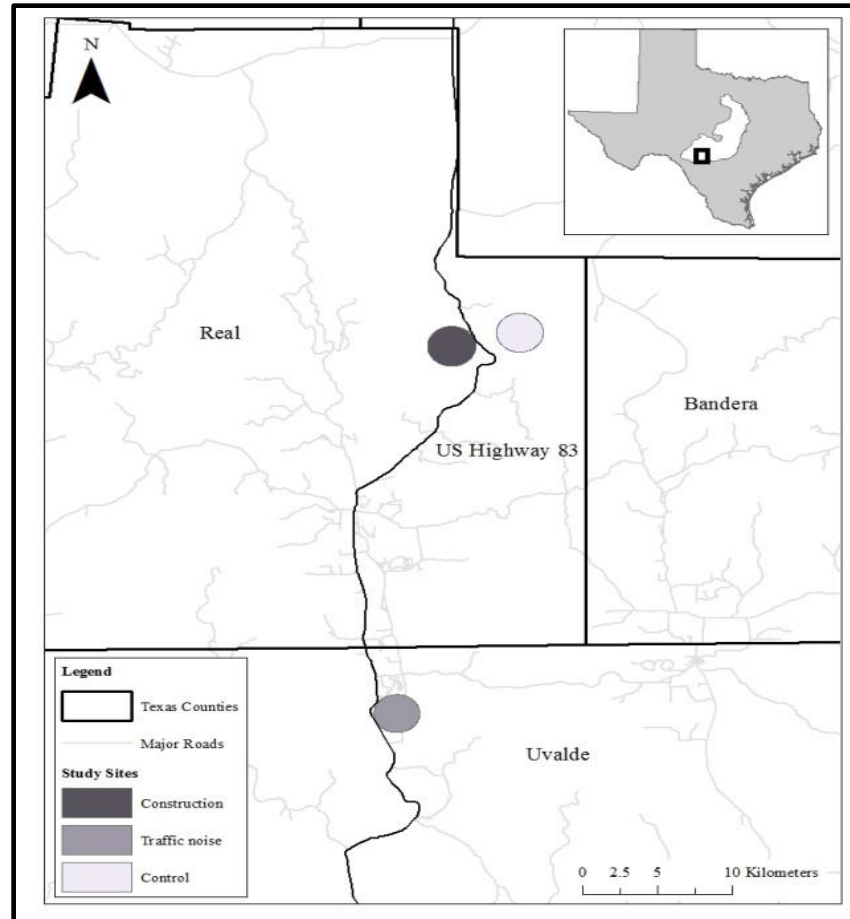 N
Real
Bandera
US Highway 83
Legend
Texas Counties
Major Roads
Study Sites
Construction
Traffic noise
Control
Uvalde
0 2.5 5 10 Kilometers